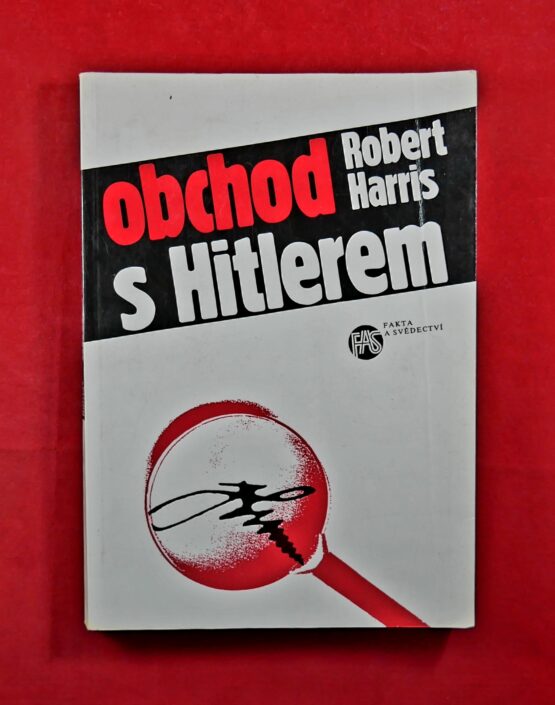 obchod
s Hitlerem
Robert
Harris
FAS
FAKTA
A SVĚDECTVÍ